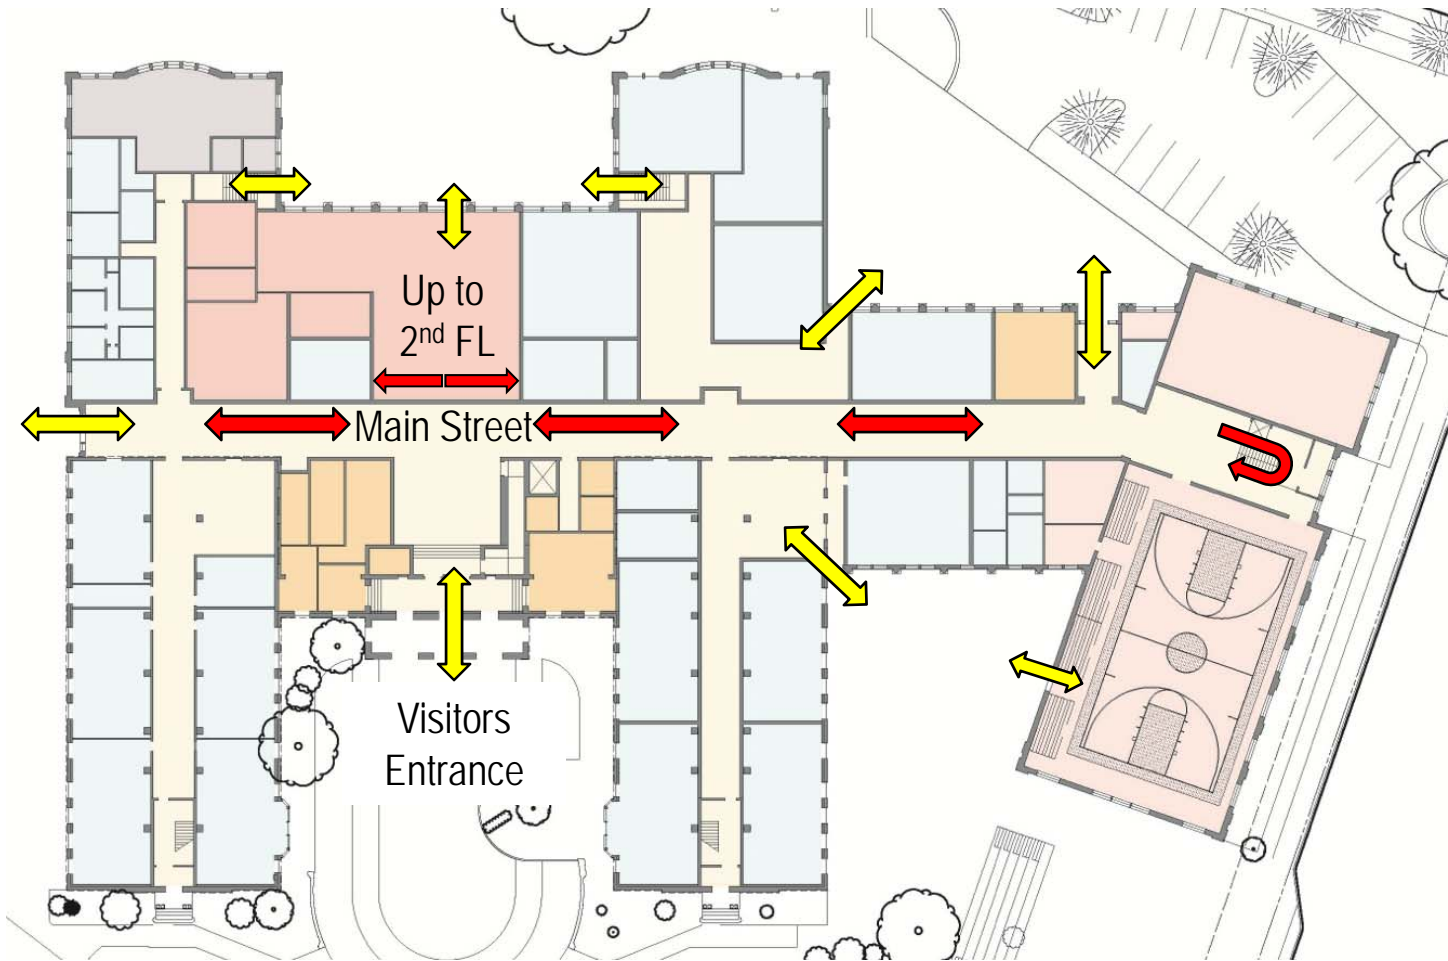 Up to
2nd FL
Main Street
Visitors
Entrance